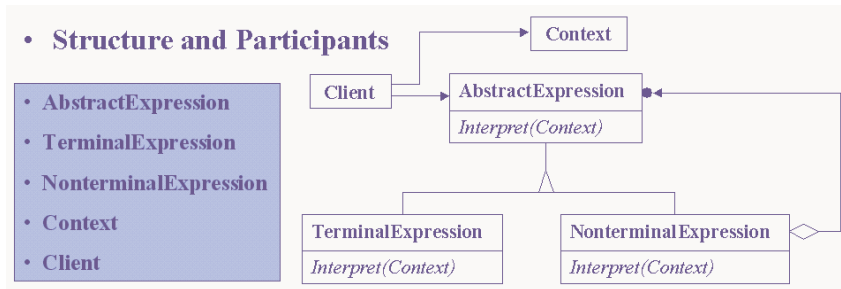 • Structure and Participants
• AbstractExpression
• TerminalExpression
• NonterminalExpression
• Context
• Client
Context
Client
AbstractExpression
Interpret(Context)
TerminalExpression
Interpret(Context)
NonterminalExpression
Interpret(Context)